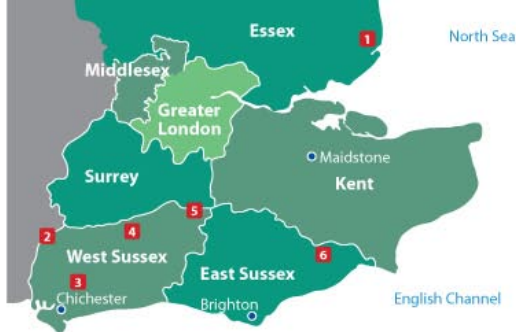 Essex
1
North Sea
Middlesex
Greater
London
Maidstone
Surrey
Kent
5
2
4
West Sussex
6
East Sussex
3
Chichester
Brighton
English Channel